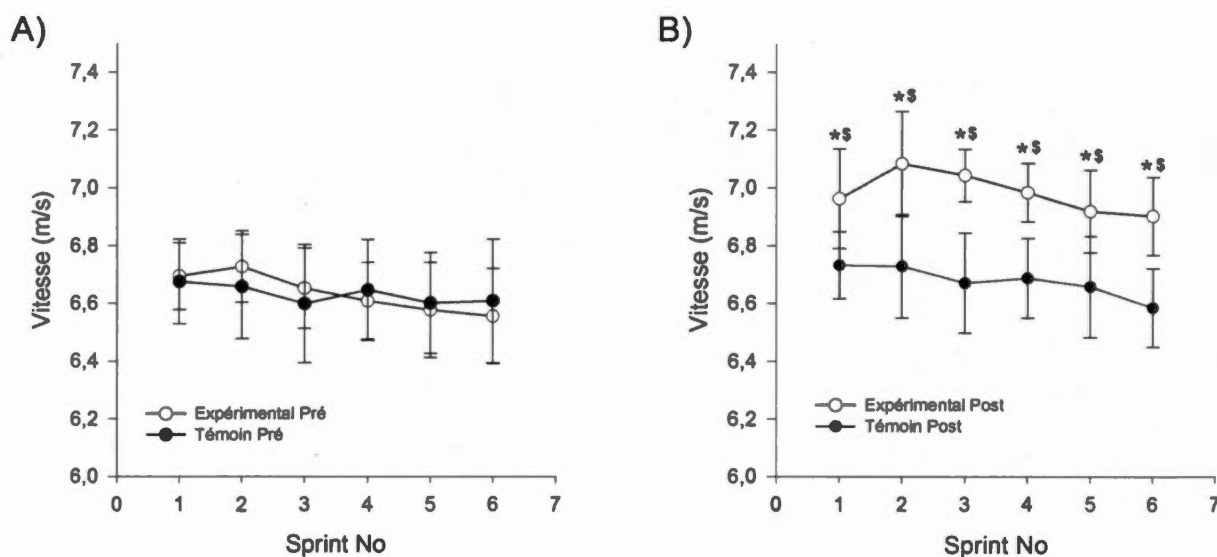 A)
Vitesse (m/s)
7,4
7,2
7,0
6,8
6,6
6,4
6,2
6,0
Expérimental Pré
Témoin Pré
0 1 2 3 4 5 6 7
Sprint No
B)
Vitesse (m/s)
7,4
7,2
7,0
6,8
6,6
6,4
6,2
6,0
*$ *$ *$ *$ *$ *$
Expérimental Post
Témoin Post
0 1 2 3 4 5 6 7
Sprint No